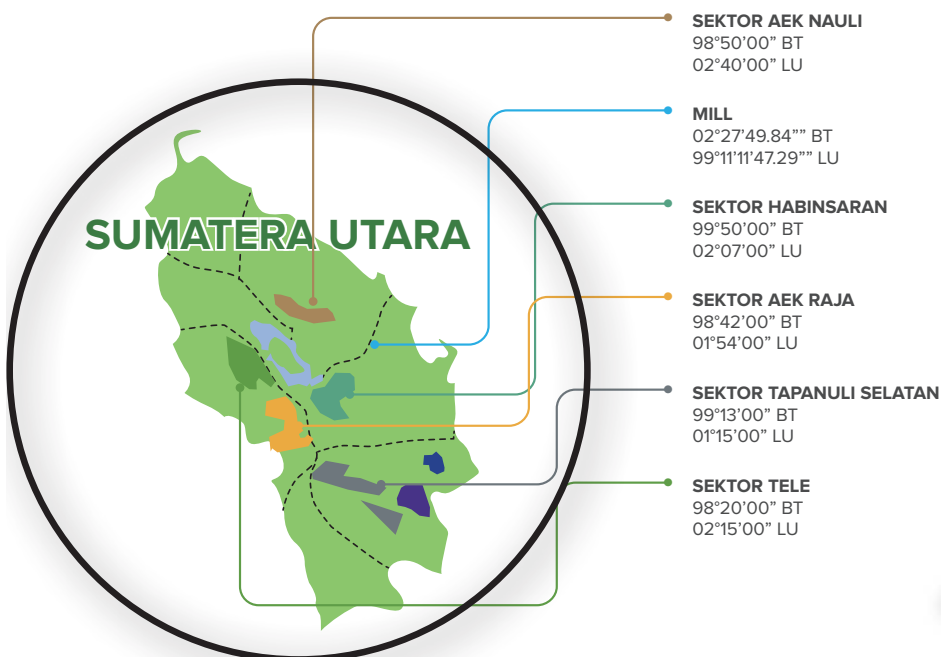 SUMATERA UTARA
SEKTOR AEK NAULI
98°50’00” BT
02°40’00” LU
MILL
02°27’49.84”” BT
99°11’11’47.29”” LU
SEKTOR HABINSARAN
99°50’00” BT
02°07’00” LU
SEKTOR AEK RAJA
98°42’00” BT
01°54’00” LU
SEKTOR TAPANULI SELATAN
99°13’00” BT
01°15’00” LU
SEKTOR TELE
98°20’00” BT
02°15’00” LU